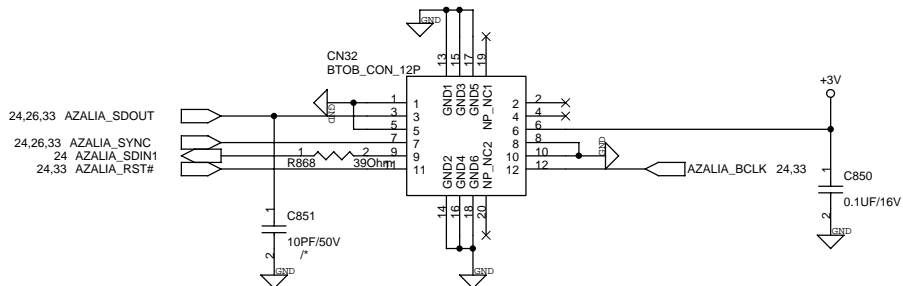 GND
CN32
BTOB_CON_12P
13
15
17
19
GND1
GND3
GND5
NP_NC1
+3V
24,26,33 AZALIA_SDOUT
24,26,33 AZALIA_SYNC
24 AZALIA_SDIN1
24,33 AZALIA_RST#
GND
1
3
5
7
9
11
1
3
5
7
9
11
1
2
R868
39Ohm
2
4
6
8
10
12
2
4
6
8
10
12
GND
AZALIA_BCLK 24,33
GND2
GND4
GND6
NP_NC2
14
16
18
20
1
C851
10PF/50V
/*
2
GND
GND
1
C850
0.1UF/16V
2
GND